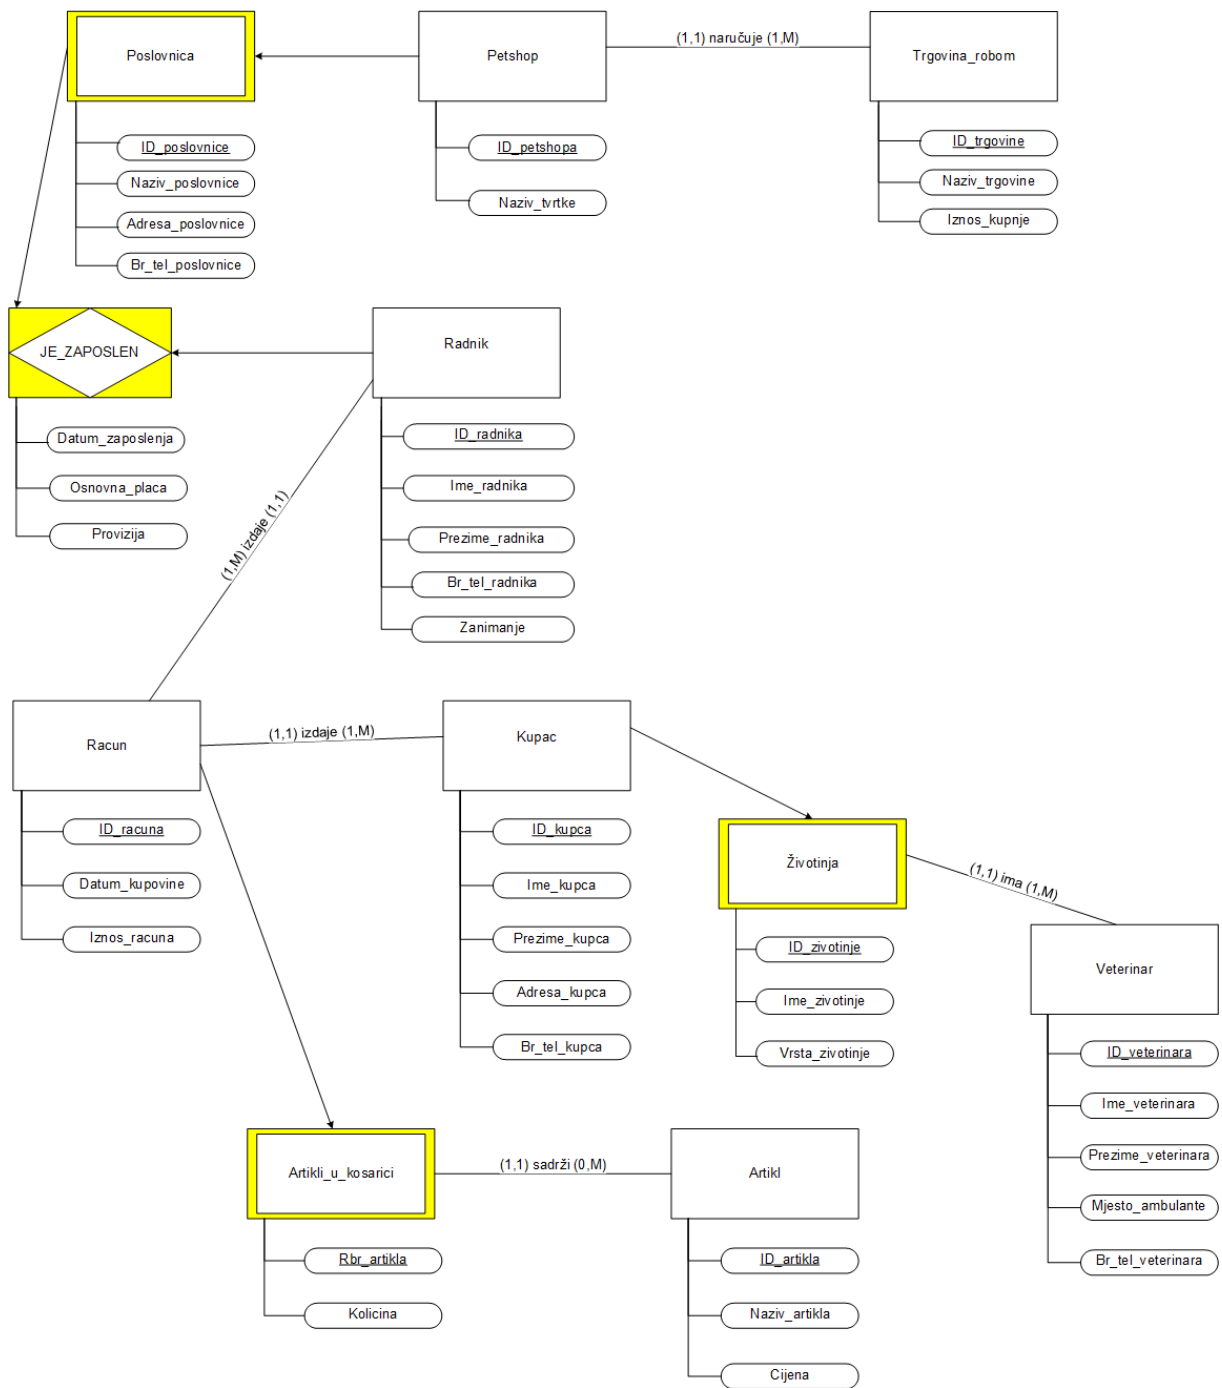 Poslovnica
Petshop
(1,1) naručuje (1,M)
Trgovina_robom
ID_poslovnice
Naziv_poslovnice
Adresa_poslovnice
Br_tel_poslovnice
ID_petshopa
Naziv_tvrtke
ID_trgovine
Naziv_trgovine
Iznos_kupnje
JE_ZAPOSLEN
Radnik
Datum_zaposlenja
Osnovna_placa
Provizija
ID_radnika
Ime_radnika
Prezime_radnika
Br_tel_radnika
Zanimanje
(1,M) izdaje (1,1)
Racun
(1,1) izdaje (1,M)
Kupac
ID_racuna
Datum_kupovine
Iznos_racuna
ID_kupca
Ime_kupca
Prezime_kupca
Adresa_kupca
Br_tel_kupca
Životinja
(1,1) ima (1,M)
ID_zivotinje
Ime_zivotinje
Vrsta_zivotinje
Veterinar
ID_veterinara
Ime_veterinara
Prezime_veterinara
Mjesto_ambulante
Br_tel_veterinara
Artikli_u_kosarici
(1,1) sadrži (0,M)
Artikl
Rbr_artikla
Kolicina
ID_artikla
Naziv_artikla
Cijena